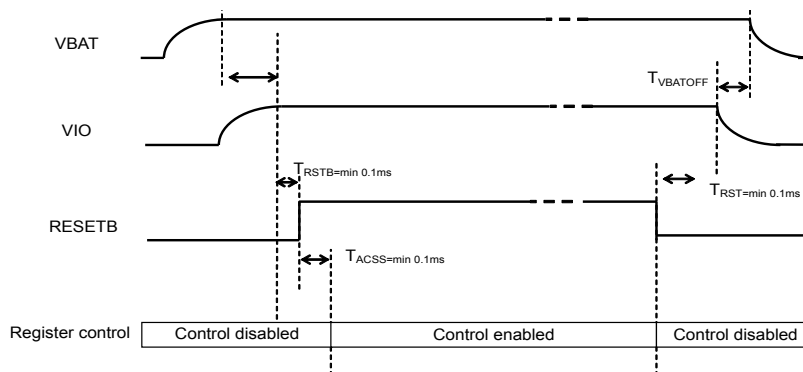 VBAT
TVBATOFF
VIO
TRSTB=min 0.1ms
TRST=min 0.1ms
RESETB
TACSS=min 0.1ms
Register control
Control disabled
Control enabled
Control disabled